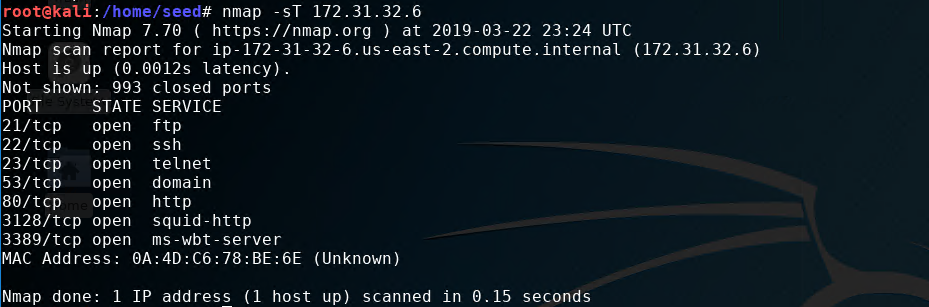 root@kali:/home/seed# nmap -sT 172.31.32.6
Starting Nmap 7.70 ( https://nmap.org ) at 2019-03-22 23:24 UTC
Nmap scan report for ip-172-31-32-6.us-east-2.compute.internal (172.31.32.6)
Host is up (0.0012s latency).
Not shown: 993 closed ports
PORT     STATE SERVICE
21/tcp   open  ftp
22/tcp   open  ssh
23/tcp   open  telnet
53/tcp   open  domain
80/tcp   open  http
3128/tcp open  squid-http
3389/tcp open  ms-wbt-server
MAC Address: 0A:4D:C6:78:BE:6E (Unknown)
Nmap done: 1 IP address (1 host up) scanned in 0.15 seconds